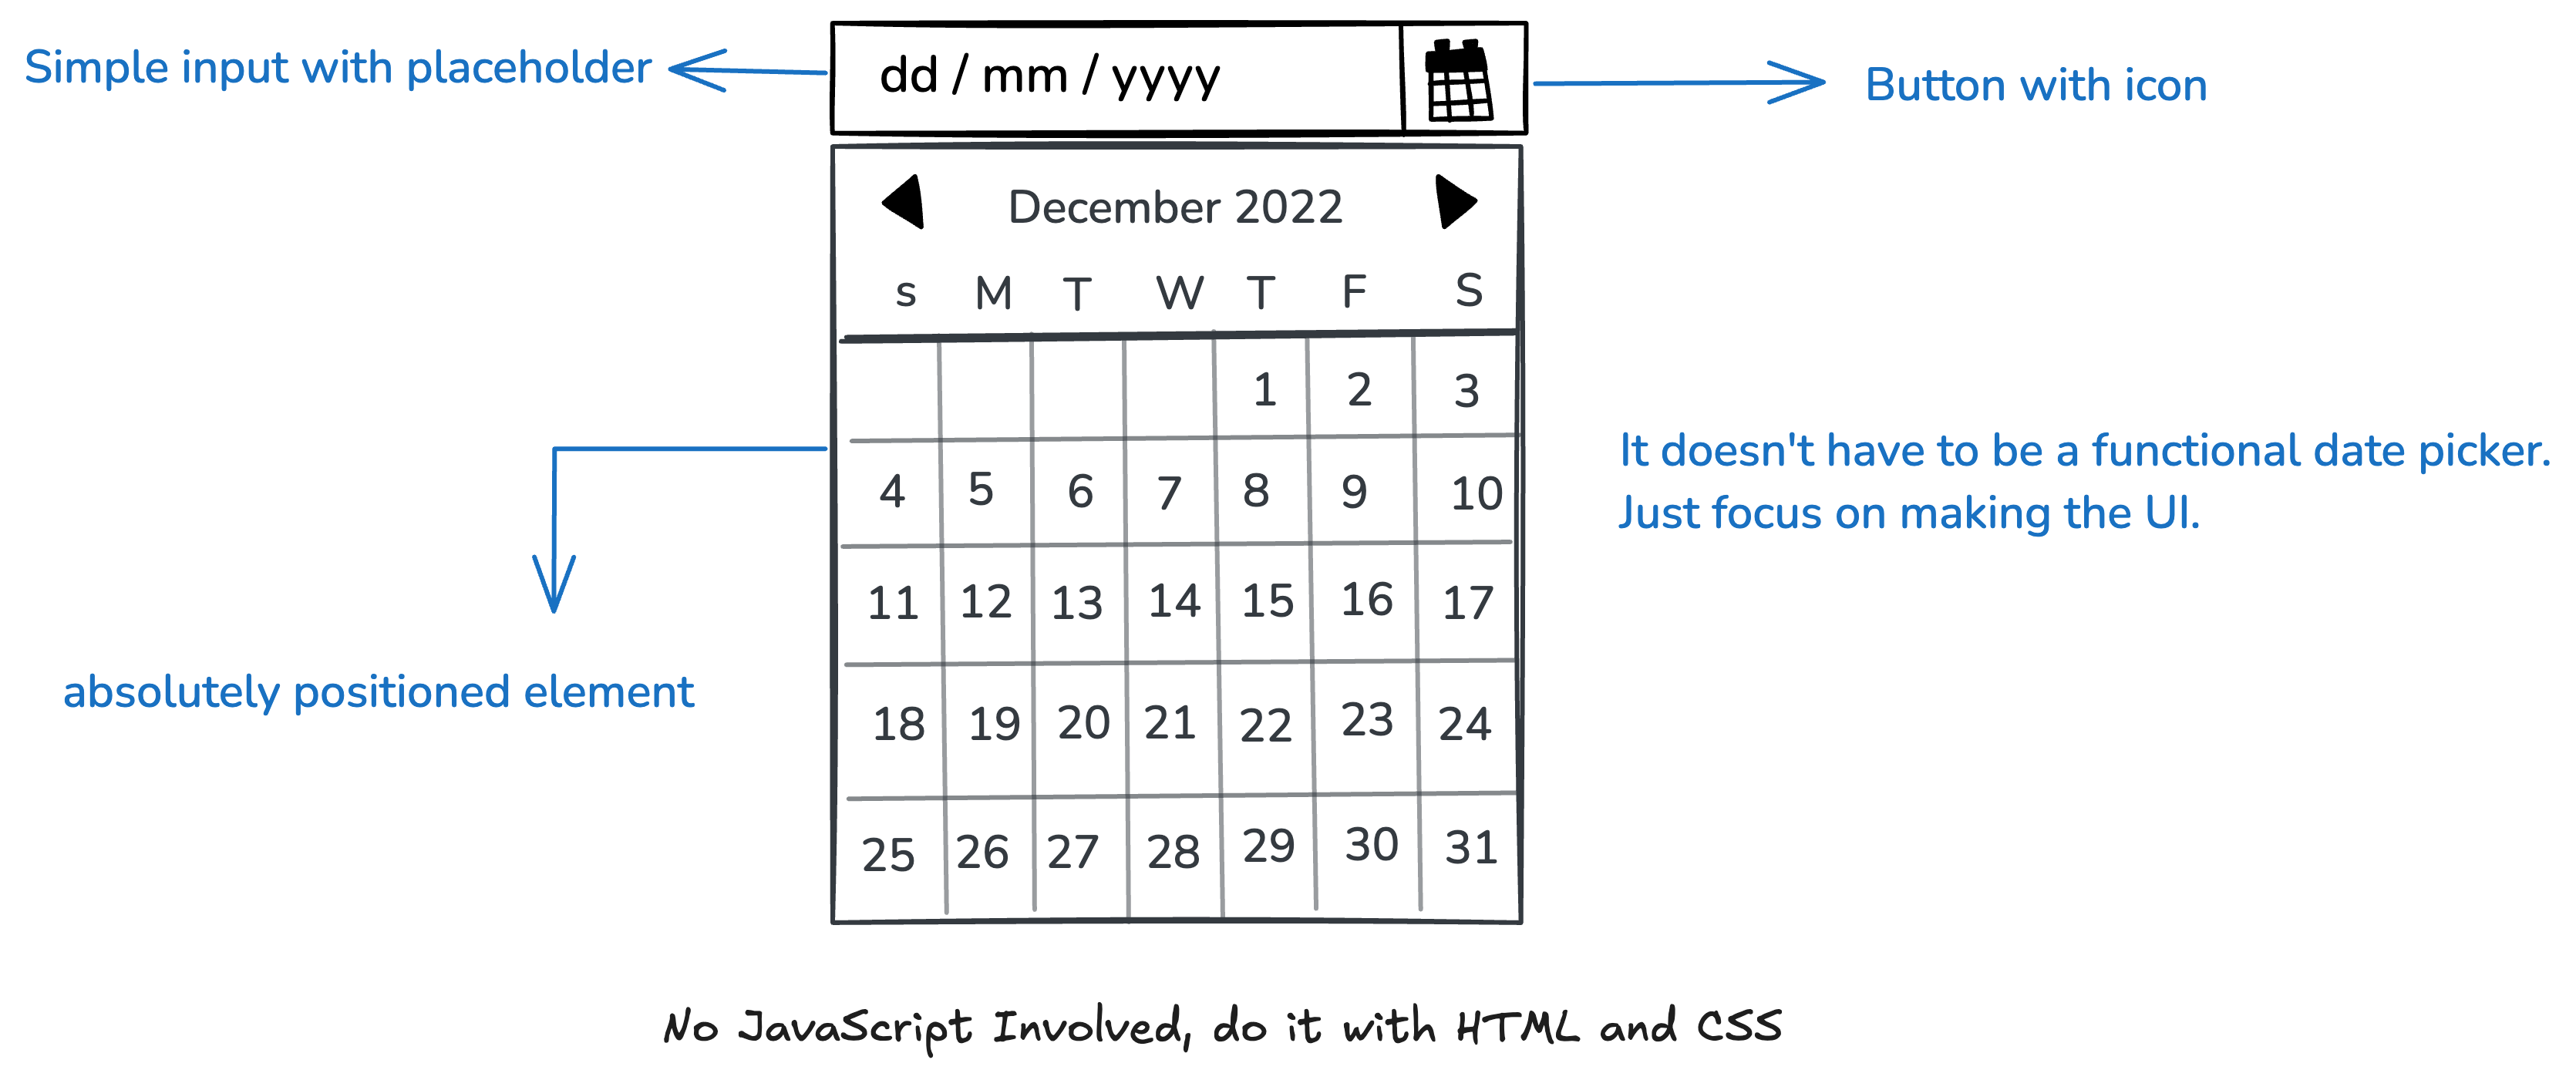 Simple input with placeholder
dd / mm / yyyy
Button with icon
December 2022
s M T W T F S
1 2 3
4 5 6 7 8 9 10
It doesn't have to be a functional date picker.
Just focus on making the UI.
11 12 13 14 15 16 17
absolutely positioned element
18 19 20 21 22 23 24
25 26 27 28 29 30 31
No JavaScript Involved, do it with HTML and CSS